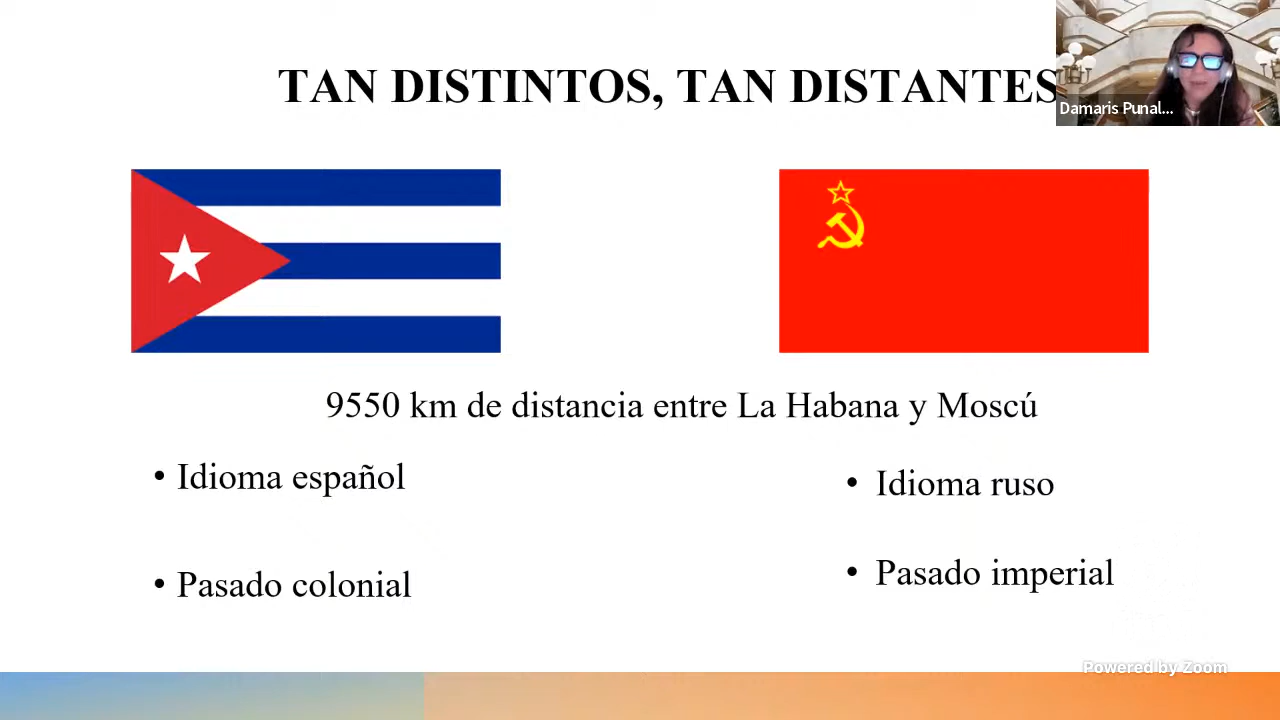 TAN DISTINTOS, TAN DISTANTES
Damaris Punal...
9550 km de distancia entre La Habana y Moscú
• Idioma español
• Pasado colonial
• Idioma ruso
• Pasado imperial
Powered by Zoom